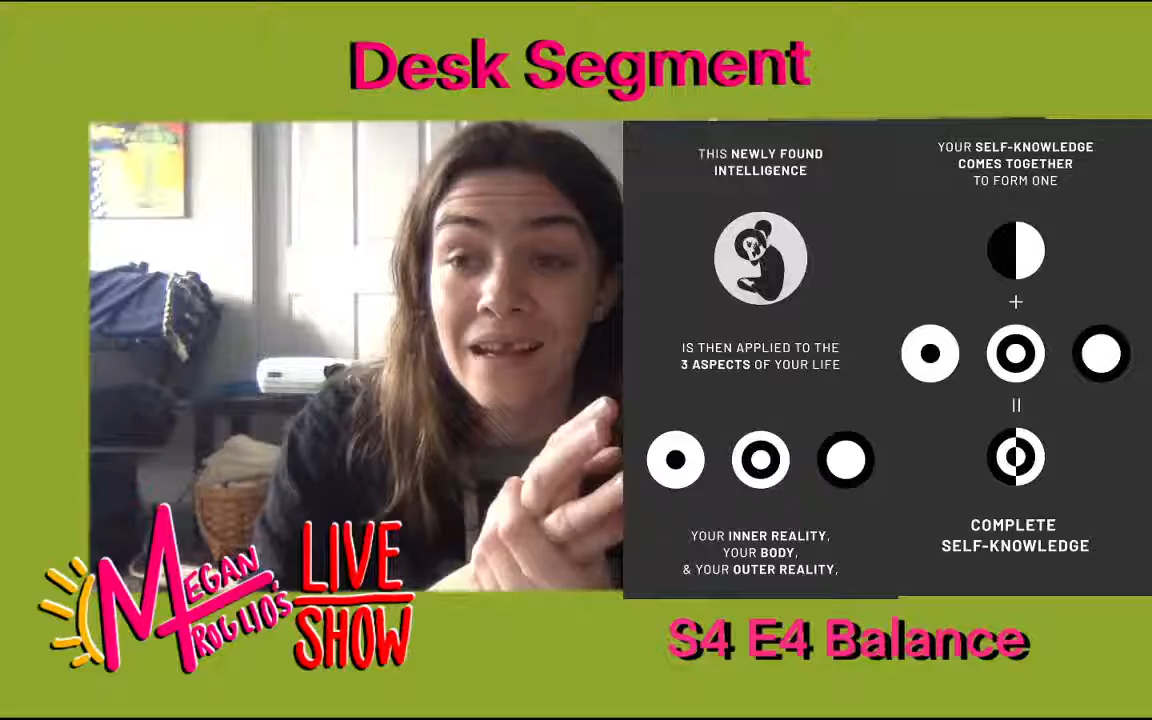 Desk Segment
THIS NEWLY FOUND
INTELLIGENCE
IS THEN APPLIED TO THE
3 ASPECTS OF YOUR LIFE
YOUR INNER REALITY,
YOUR BODY,
& YOUR OUTER REALITY,
YOUR SELF-KNOWLEDGE
COMES TOGETHER
TO FORM ONE
+
=
COMPLETE
SELF-KNOWLEDGE
MEGAN
TROGLIO'S
LIVE
SHOW
S4 E4 Balance